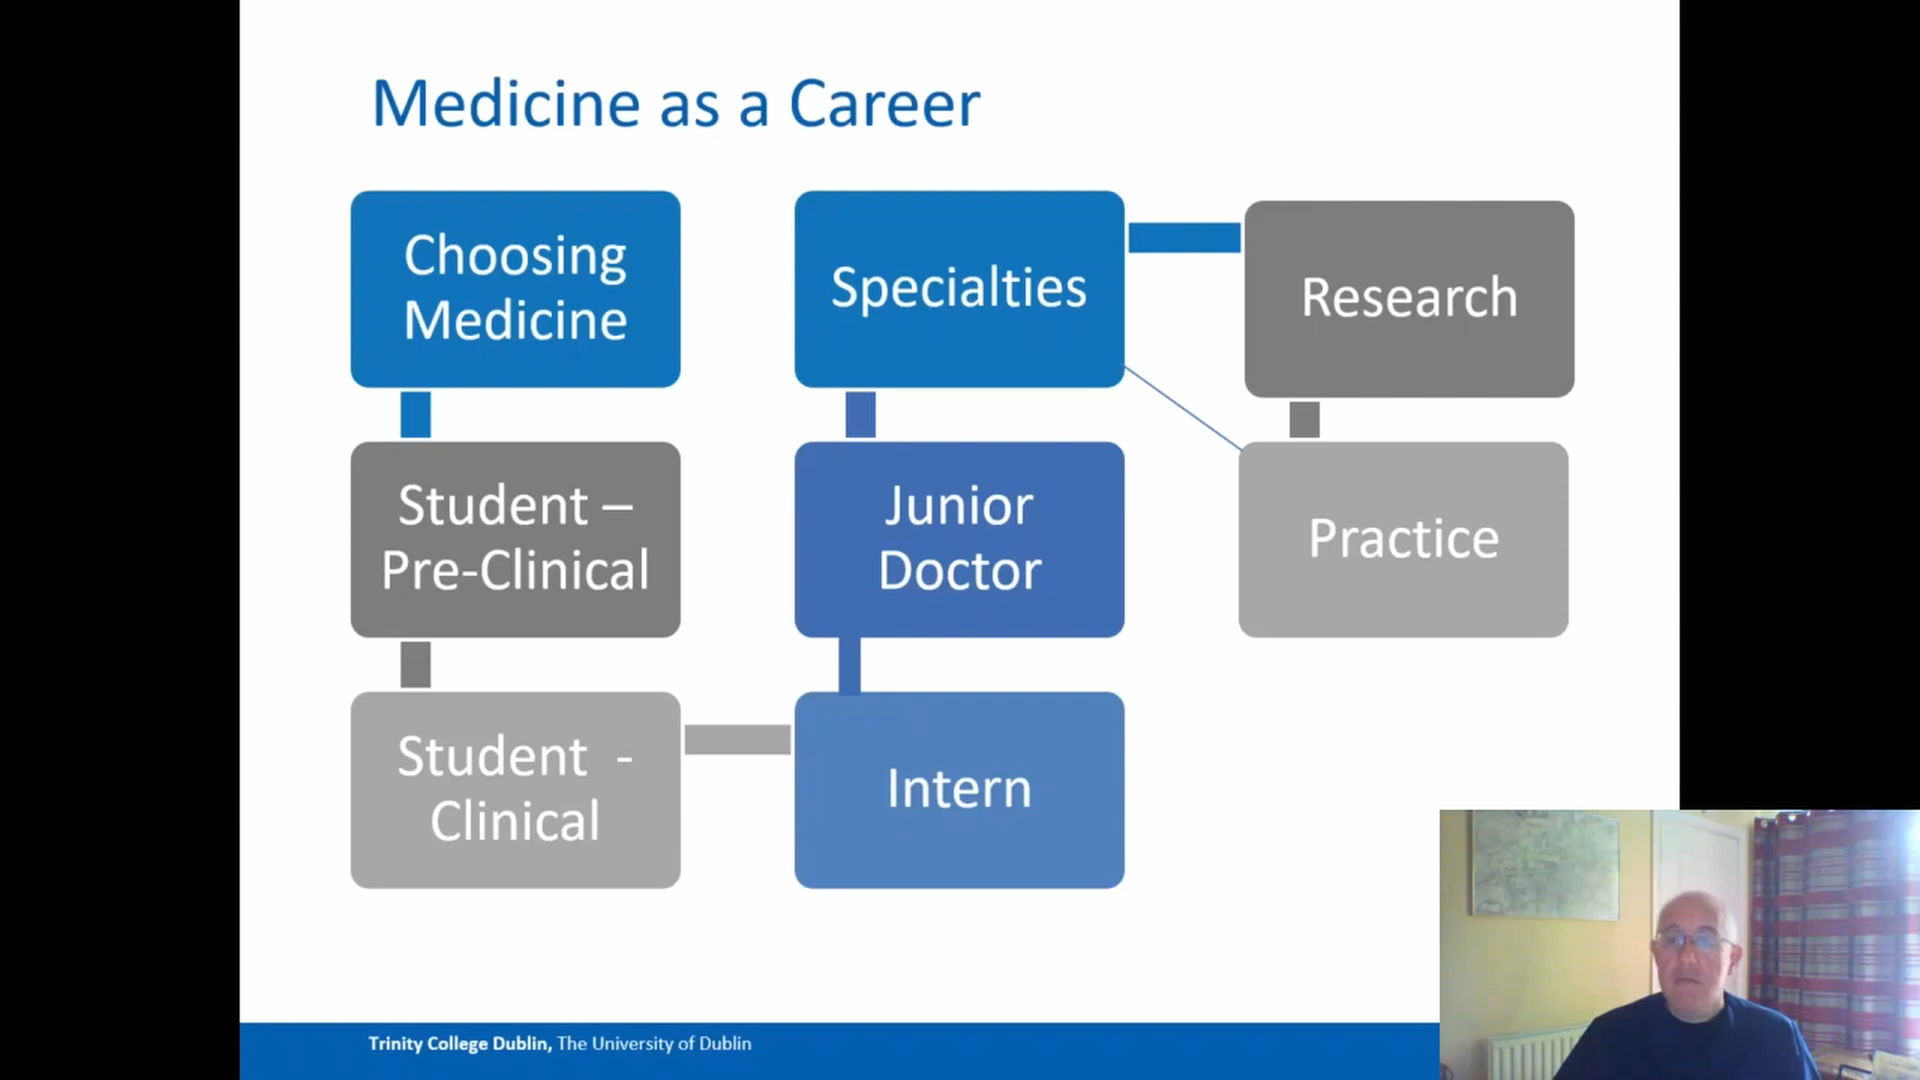 Medicine as a Career
Choosing
Medicine
Student –
Pre-Clinical
Student  -
Clinical
Specialties
Junior
Doctor
Intern
Research
Practice
Trinity College Dublin, The University of Dublin